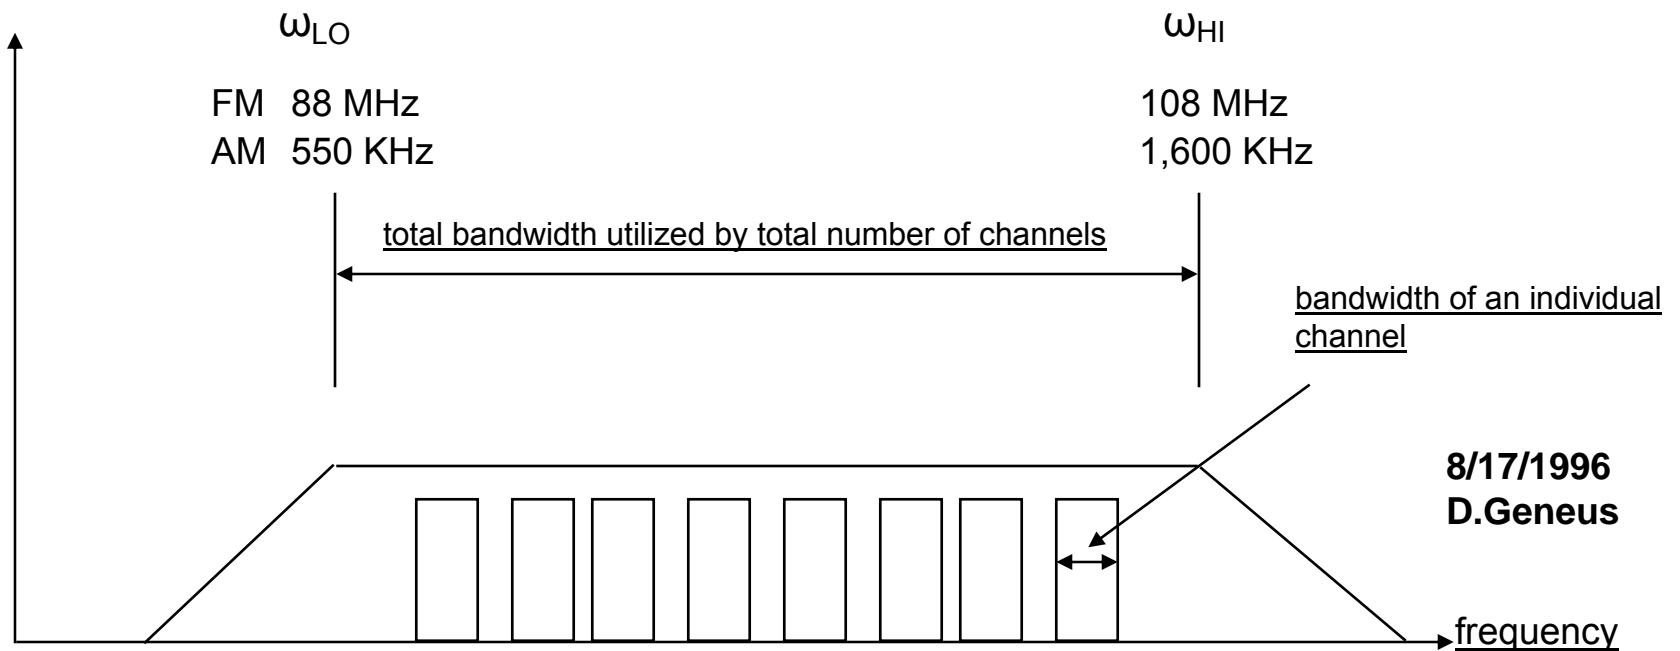 ωLO ωHI
FM 88 MHz 108 MHz
AM 550 KHz 1,600 KHz
total bandwidth utilized by total number of channels
bandwidth of an individual
channel
8/17/1996
D.Geneus
frequency